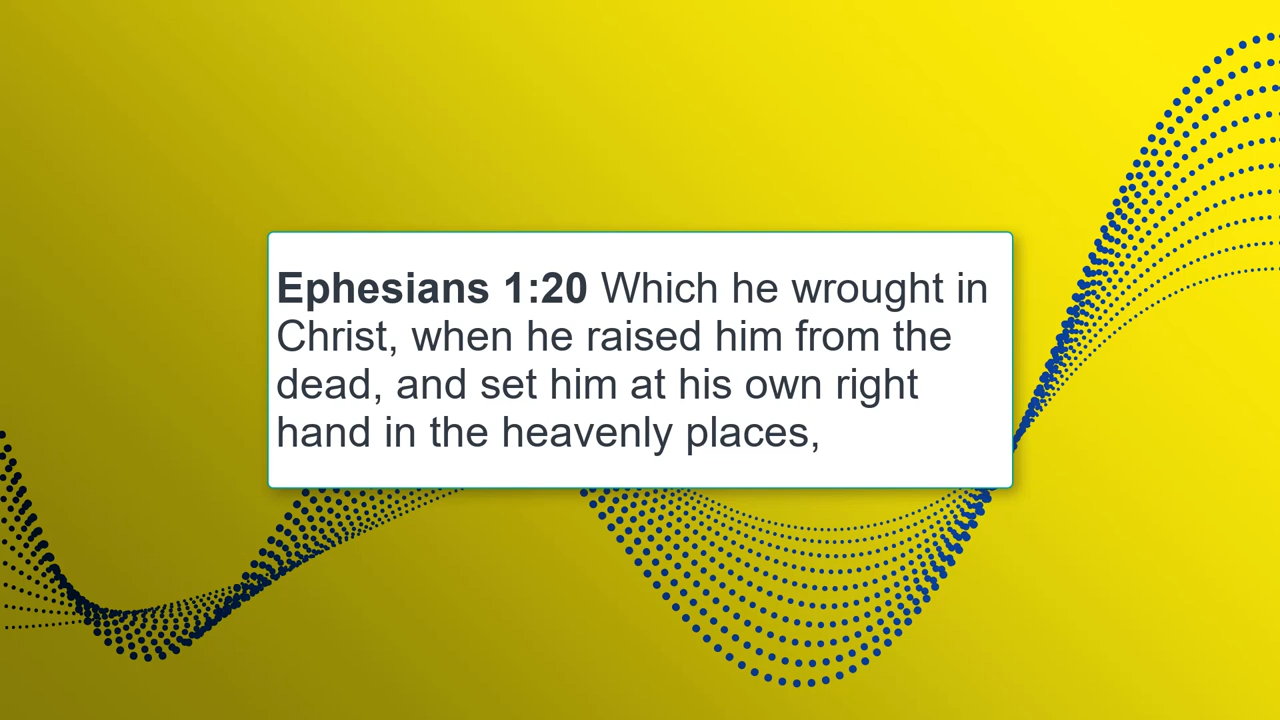 Ephesians 1:20 Which he wrought in
Christ, when he raised him from the
dead, and set him at his own right
hand in the heavenly places,